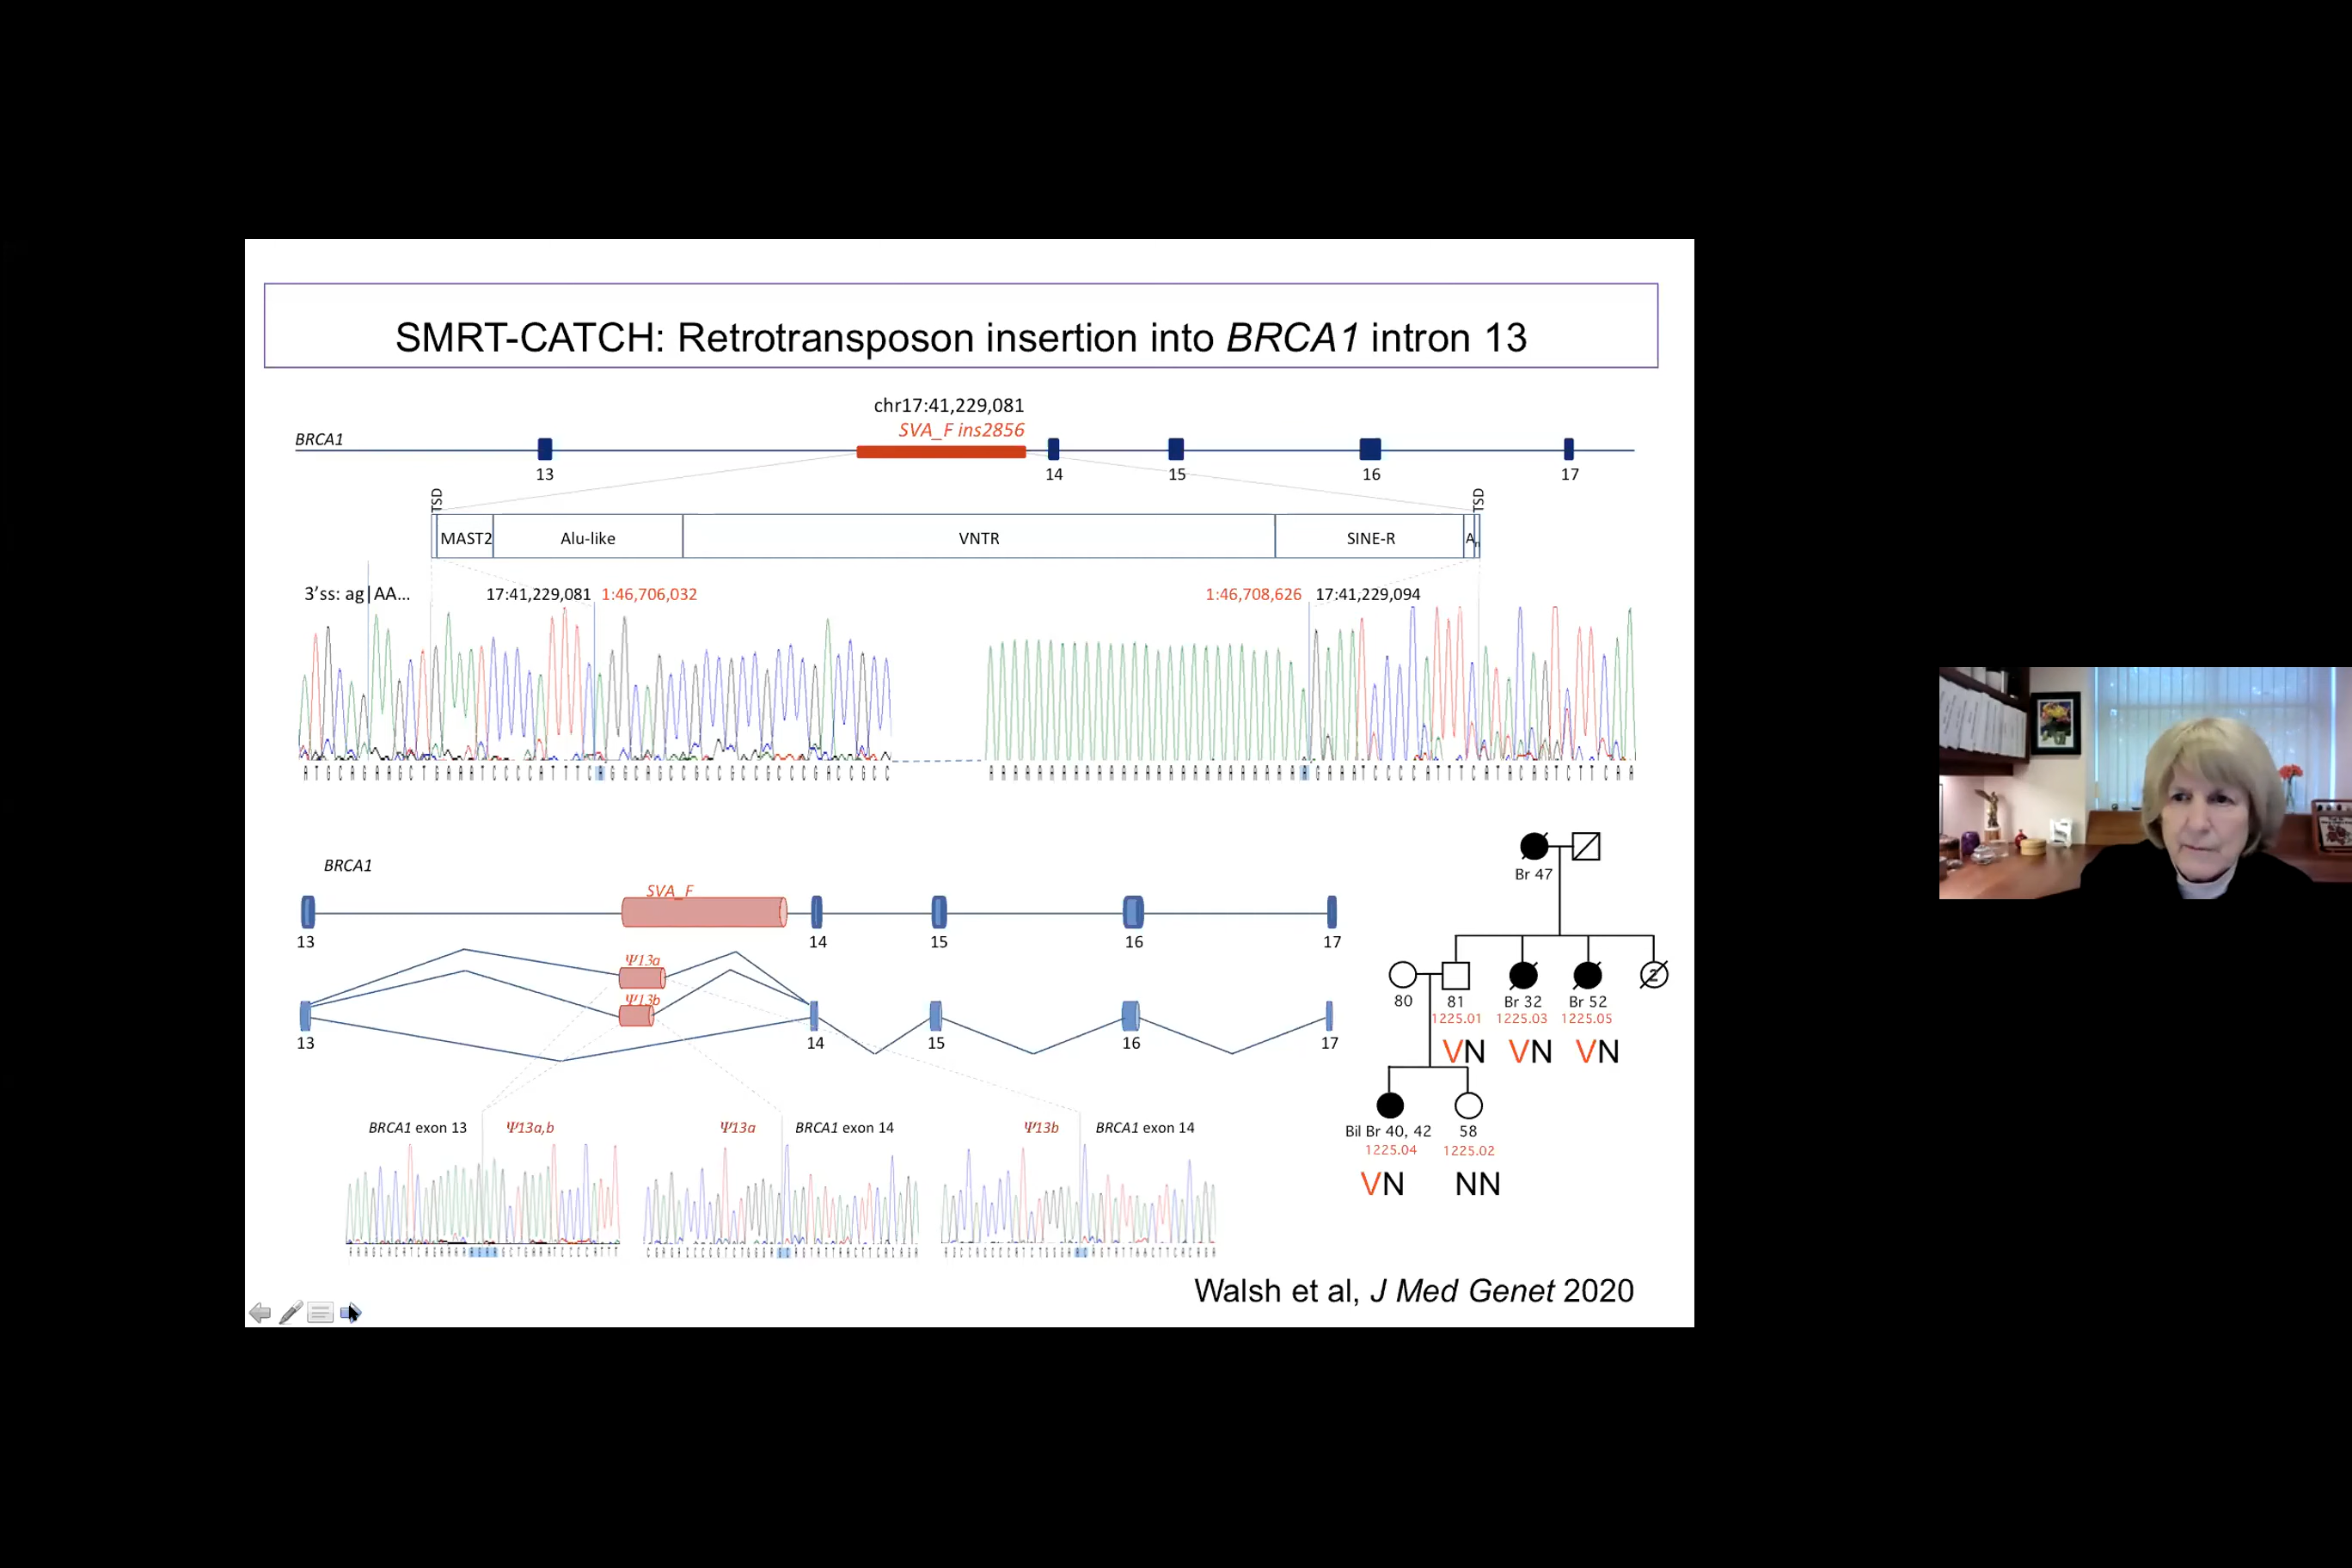 SMRT-CATCH: Retrotransposon insertion into BRCA1 intron 13
chr17:41,229,081
SVA_F ins2856
BRCA1
13
14
15
16
17
TSD
TSD
MAST2
Alu-like
VNTR
SINE-R
An
3'ss: ag|AA...
17:41,229,081
1:46,706,032
1:46,708,626
17:41,229,094
A T G C A G A A G C T G A A A T C C C C A T T T C A G G C A G C C G C C G C C G C C C G A C C G C C
A A A A A A A A A A A A A A A A A A A A A A A A A A A G A A A T C C C C A T T T C A T A C A G T C T T C A A
BRCA1
SVA_F
13
14
15
16
17
Ψ13a
Ψ13b
13
14
15
16
17
BRCA1 exon 13
Ψ13a,b
Ψ13a
BRCA1 exon 14
Ψ13b
BRCA1 exon 14
Br 47
2
80
81
Br 32
Br 52
1225.01
1225.03
1225.05
VN
VN
VN
Bil Br 40, 42
58
1225.04
1225.02
VN
NN
Walsh et al, J Med Genet 2020